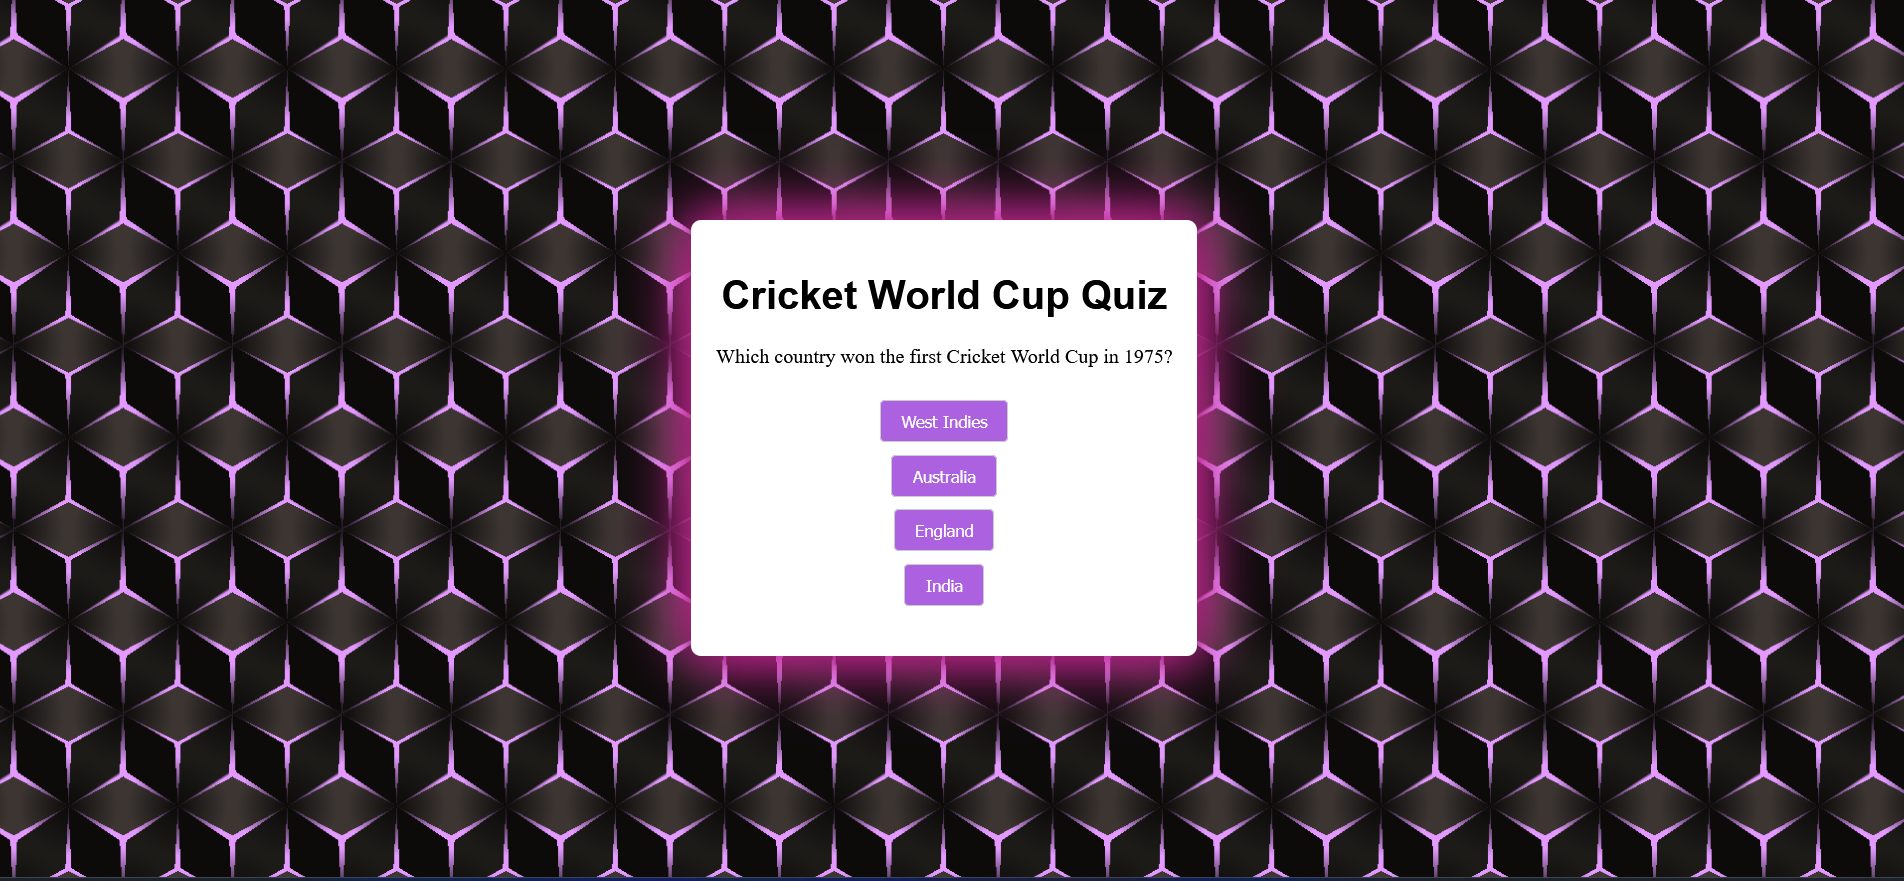 Cricket World Cup Quiz
Which country won the first Cricket World Cup in 1975?
West Indies
Australia
England
India